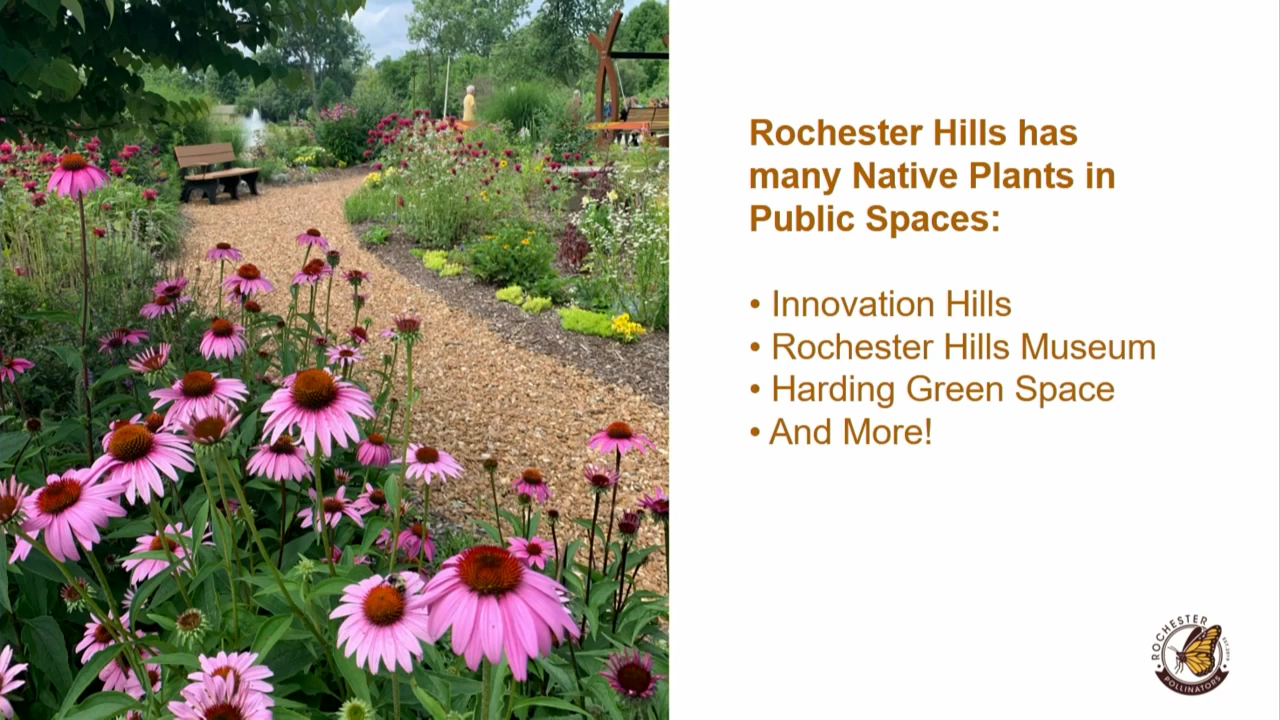 Rochester Hills has
many Native Plants in
Public Spaces:
• Innovation Hills
• Rochester Hills Museum
• Harding Green Space
• And More!
ROCHESTER
POLLINATORS